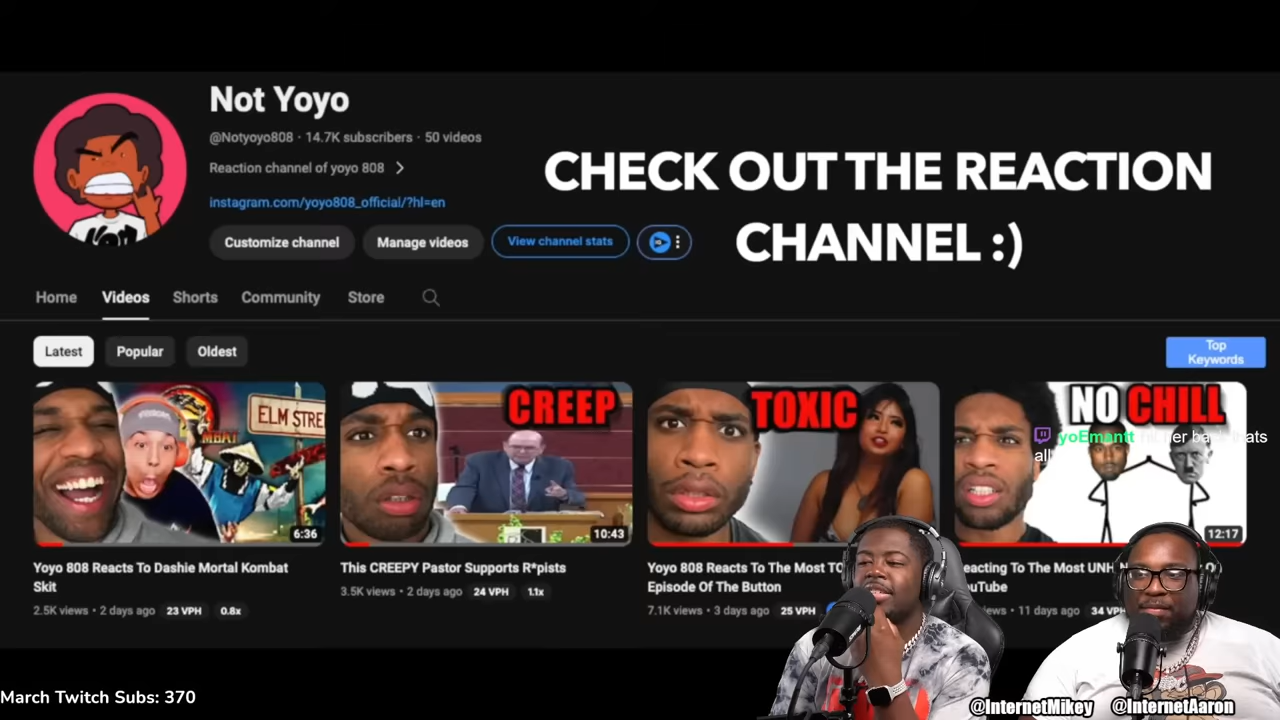 Not Yoyo
@Notyoyo808 · 14.7K subscribers · 50 videos
Reaction channel of yoyo 808
instagram.com/yoyo808_official/?hl=en
CHECK OUT THE REACTION
CHANNEL :)
Customize channel
Manage videos
View channel stats
Home
Videos
Shorts
Community
Store
Latest
Popular
Oldest
Top
Keywords
ELM STRE
6:36
CREEP
10:43
TOXIC
NO CHILL
12:17
yoEmantt her back thats
all
Yoyo 808 Reacts To Dashie Mortal Kombat
Skit
2.5K views · 2 days ago 23 VPH 0.8x
This CREEPY Pastor Supports R*pists
3.5K views · 2 days ago 24 VPH 1.1x
Yoyo 808 Reacts To The Most
Episode Of The Button
7.1K views · 3 days ago 25 VPH
To The Most
11 days ago 34
March Twitch Subs: 370
@InternetMikey
@InternetAaron